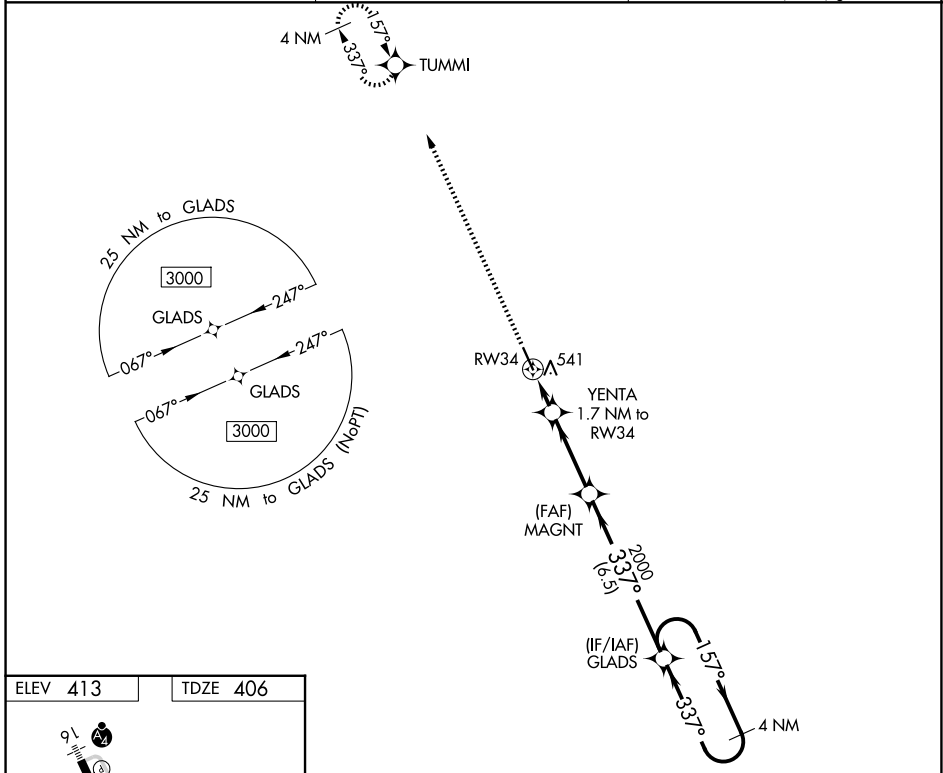 157°
4 NM
337°
TUMMI
25 NM to GLADS
3000
GLADS
067°
247°
067°
247°
GLADS
3000
25 NM to GLADS (NoPT)
RW34
541
YENTA
1.7 NM to
RW34
(FAF)
MAGNT
2000
337°
(6.5)
(IF/IAF)
GLADS
157°
337°
4 NM
ELEV 413
TDZE 406
16
A4
P